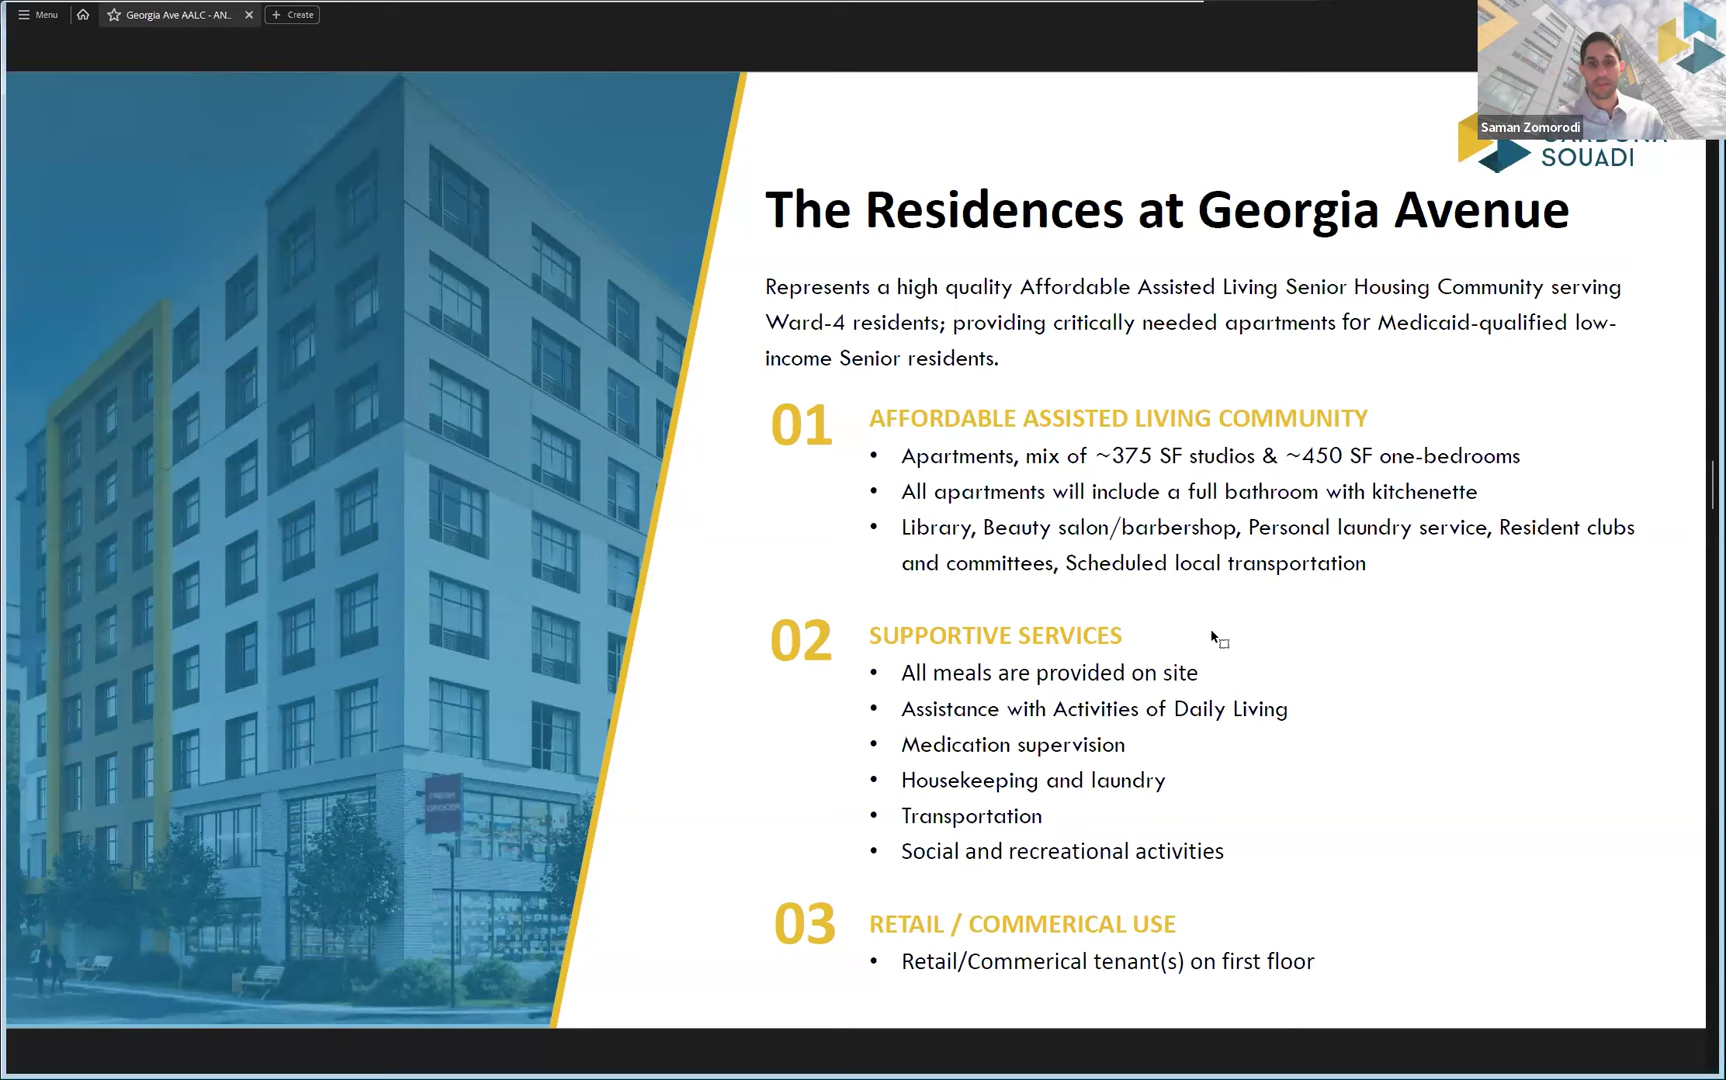 Menu
Georgia Ave AALC - AN...
Create
Saman Zomorodi
SOUADI
The Residences at Georgia Avenue
Represents a high quality Affordable Assisted Living Senior Housing Community serving
Ward-4 residents; providing critically needed apartments for Medicaid-qualified low-
income Senior residents.
01
AFFORDABLE ASSISTED LIVING COMMUNITY
• Apartments, mix of ~375 SF studios & ~450 SF one-bedrooms
• All apartments will include a full bathroom with kitchenette
• Library, Beauty salon/barbershop, Personal laundry service, Resident clubs
and committees, Scheduled local transportation
02
SUPPORTIVE SERVICES
• All meals are provided on site
• Assistance with Activities of Daily Living
• Medication supervision
• Housekeeping and laundry
• Transportation
• Social and recreational activities
03
RETAIL / COMMERICAL USE
• Retail/Commerical tenant(s) on first floor
FRESH
GROCER